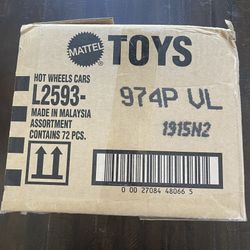 MATTEL
TOYS
HOT WHEELS CARS
L2593-
MADE IN MALAYSIA
ASSORTMENT
CONTAINS 72 PCS.
974P VL
1915N2
0 00 27084 48066 5